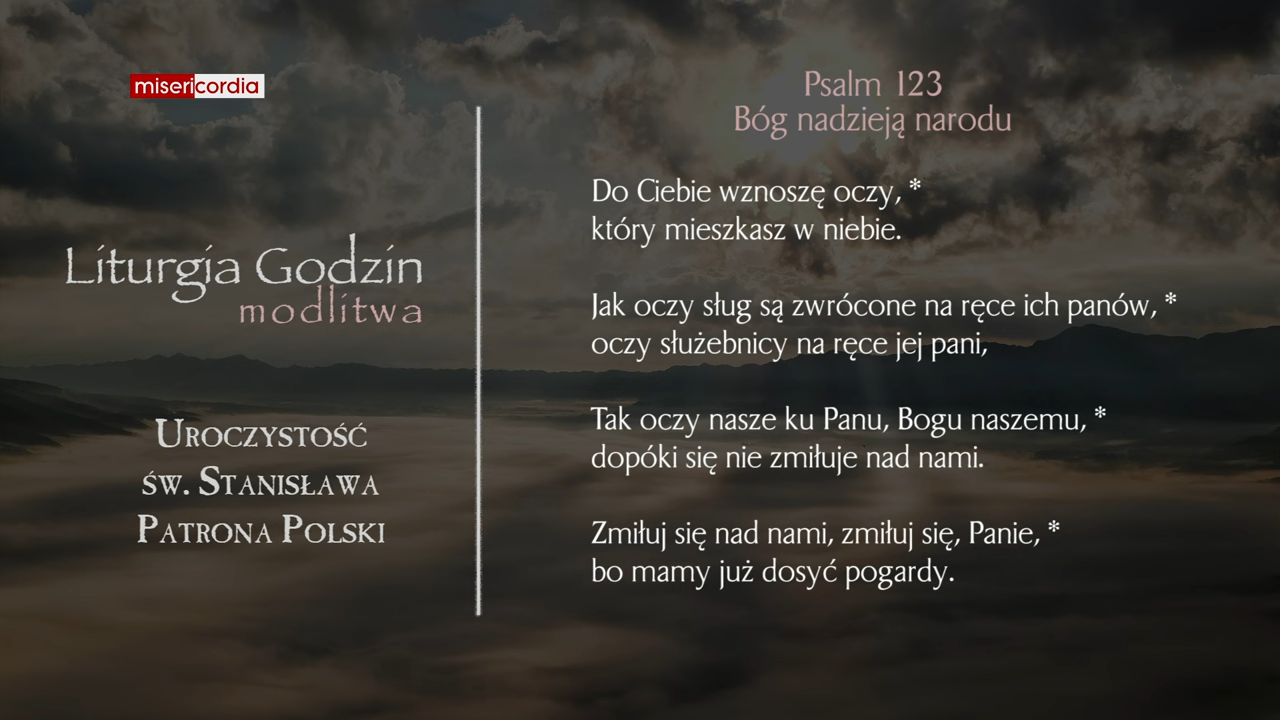 misericordia
Liturgia Godzin
modlitwa
Uroczystość
św. Stanisława
Patrona Polski
Psalm 123
Bóg nadzieją narodu
Do Ciebie wznoszę oczy, *
który mieszkasz w niebie.
Jak oczy sług są zwrócone na ręce ich panów, *
oczy służebnicy na ręce jej pani,
Tak oczy nasze ku Panu, Bogu naszemu, *
dopóki się nie zmiłuje nad nami.
Zmiłuj się nad nami, zmiłuj się, Panie, *
bo mamy już dosyć pogardy.